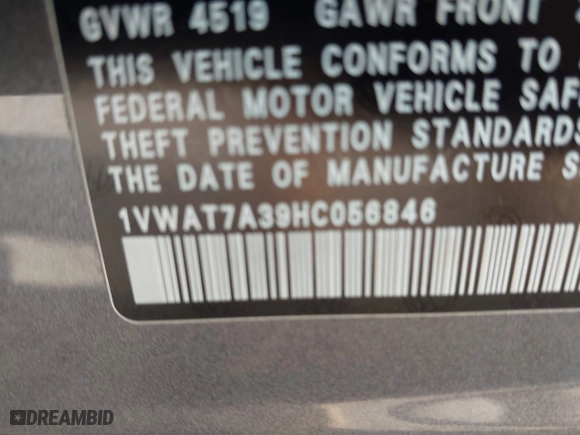 GVWR 4519 GAWR FRONT
THIS VEHICLE CONFORMS TO
FEDERAL MOTOR VEHICLE SAF
THEFT PREVENTION STANDARDS
THE DATE OF MANUFACTURE S
1VWAT7A39HC056846
DREAMBID